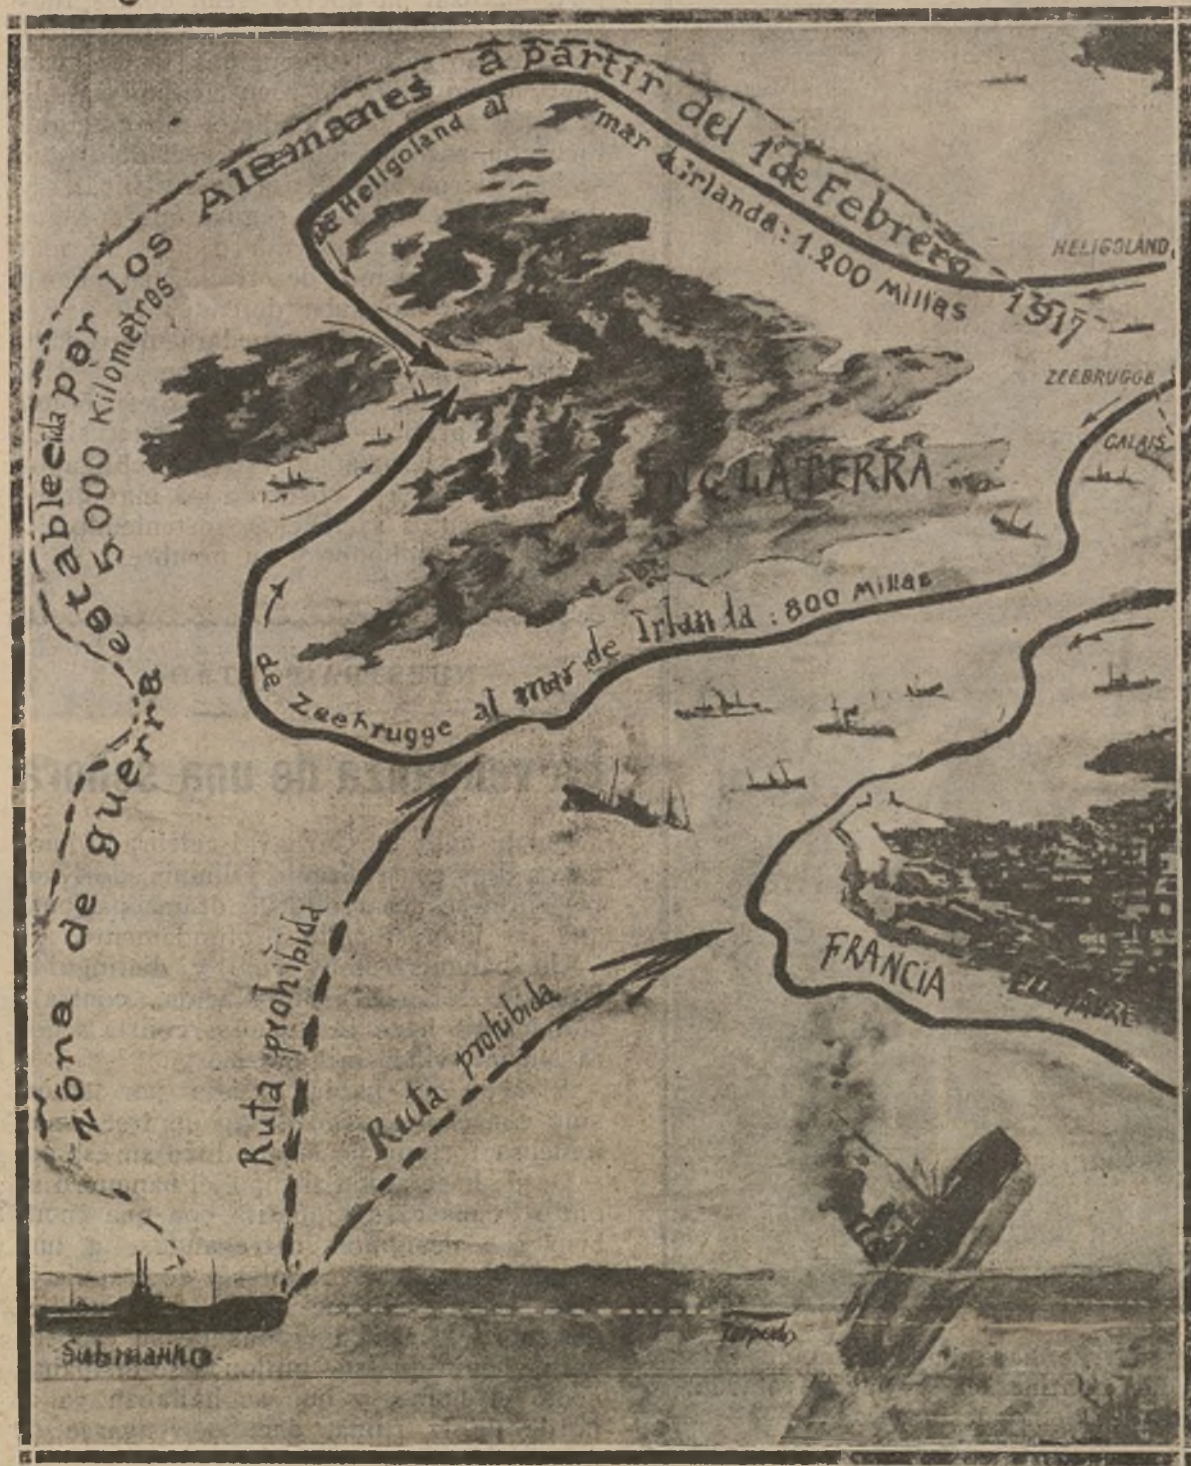 zona de guerra establecida por los Alemanes a partir del 1º de Febrero 1917
5,000 kilometros
de Heligoland al mar de irlanda: 1.200 Millas
HELIGOLAND
ZEEBRUGGE
CALAIS
INGLATERRA
de Zeebrugge al mar de Irlanda: 800 Millas
FRANCIA
Ruta prohibida
Ruta prohibida
Submarino
Torpedo